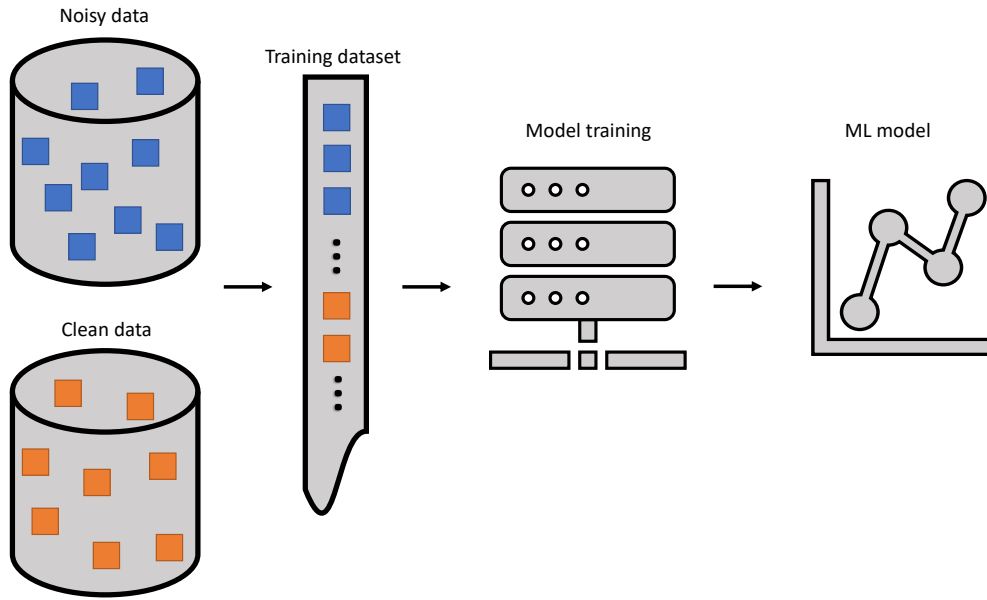 Noisy data
Training dataset
Model training
ML model
Clean data